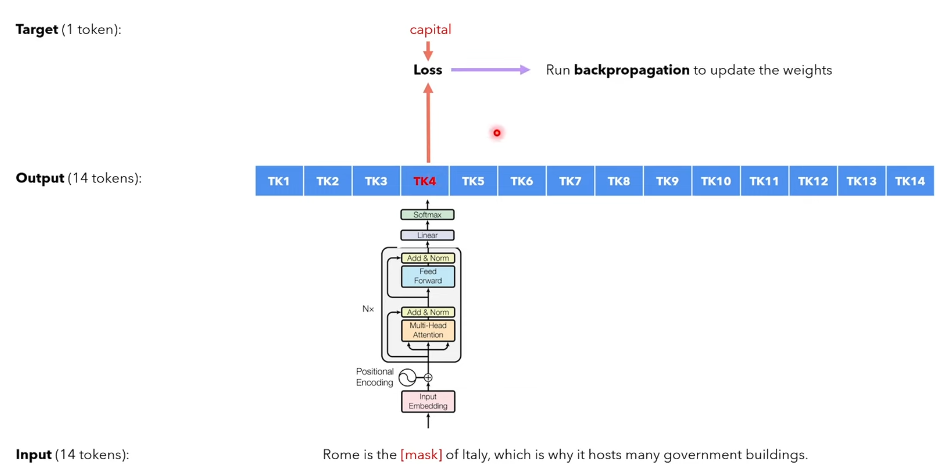 Target (1 token):
capital
Loss
Run backpropagation to update the weights
Output (14 tokens):
TK1 TK2 TK3 TK4 TK5 TK6 TK7 TK8 TK9 TK10 TK11 TK12 TK13 TK14
Softmax
Linear
Add & Norm
Feed
Forward
Nx
Add & Norm
Multi-Head
Attention
Positional
Encoding
Input
Embedding
Input (14 tokens):
Rome is the [mask] of Italy, which is why it hosts many government buildings.